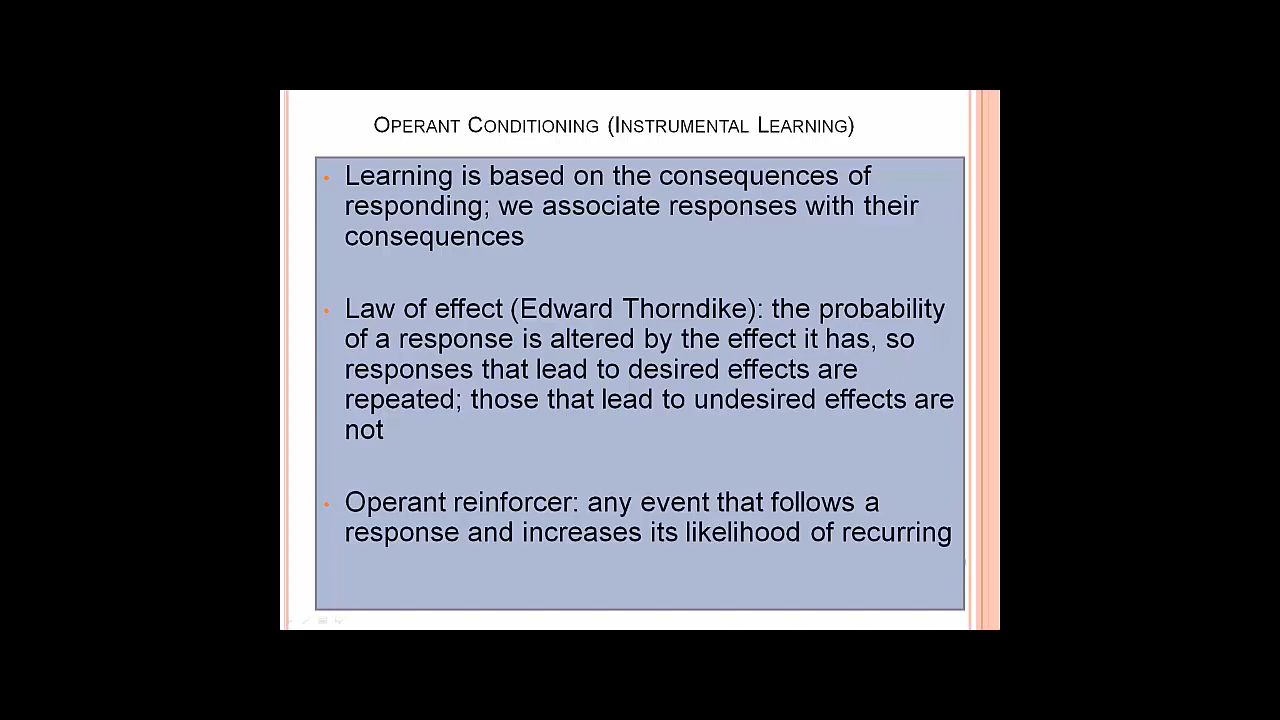 OPERANT CONDITIONING (INSTRUMENTAL LEARNING)
• Learning is based on the consequences of
responding; we associate responses with their
consequences
• Law of effect (Edward Thorndike): the probability
of a response is altered by the effect it has, so
responses that lead to desired effects are
repeated; those that lead to undesired effects are
not
• Operant reinforcer: any event that follows a
response and increases its likelihood of recurring